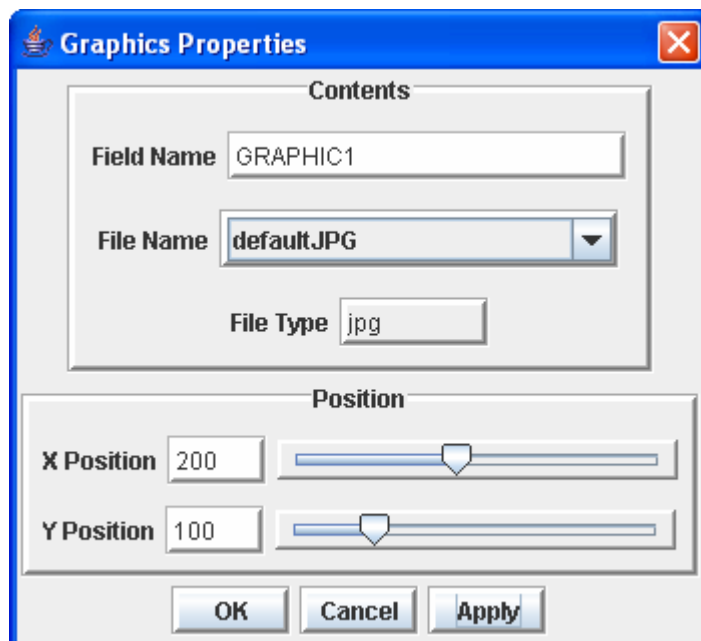 Graphics Properties
Contents
Field Name GRAPHIC1
File Name defaultJPG
File Type jpg
Position
X Position 200
Y Position 100
OK Cancel Apply